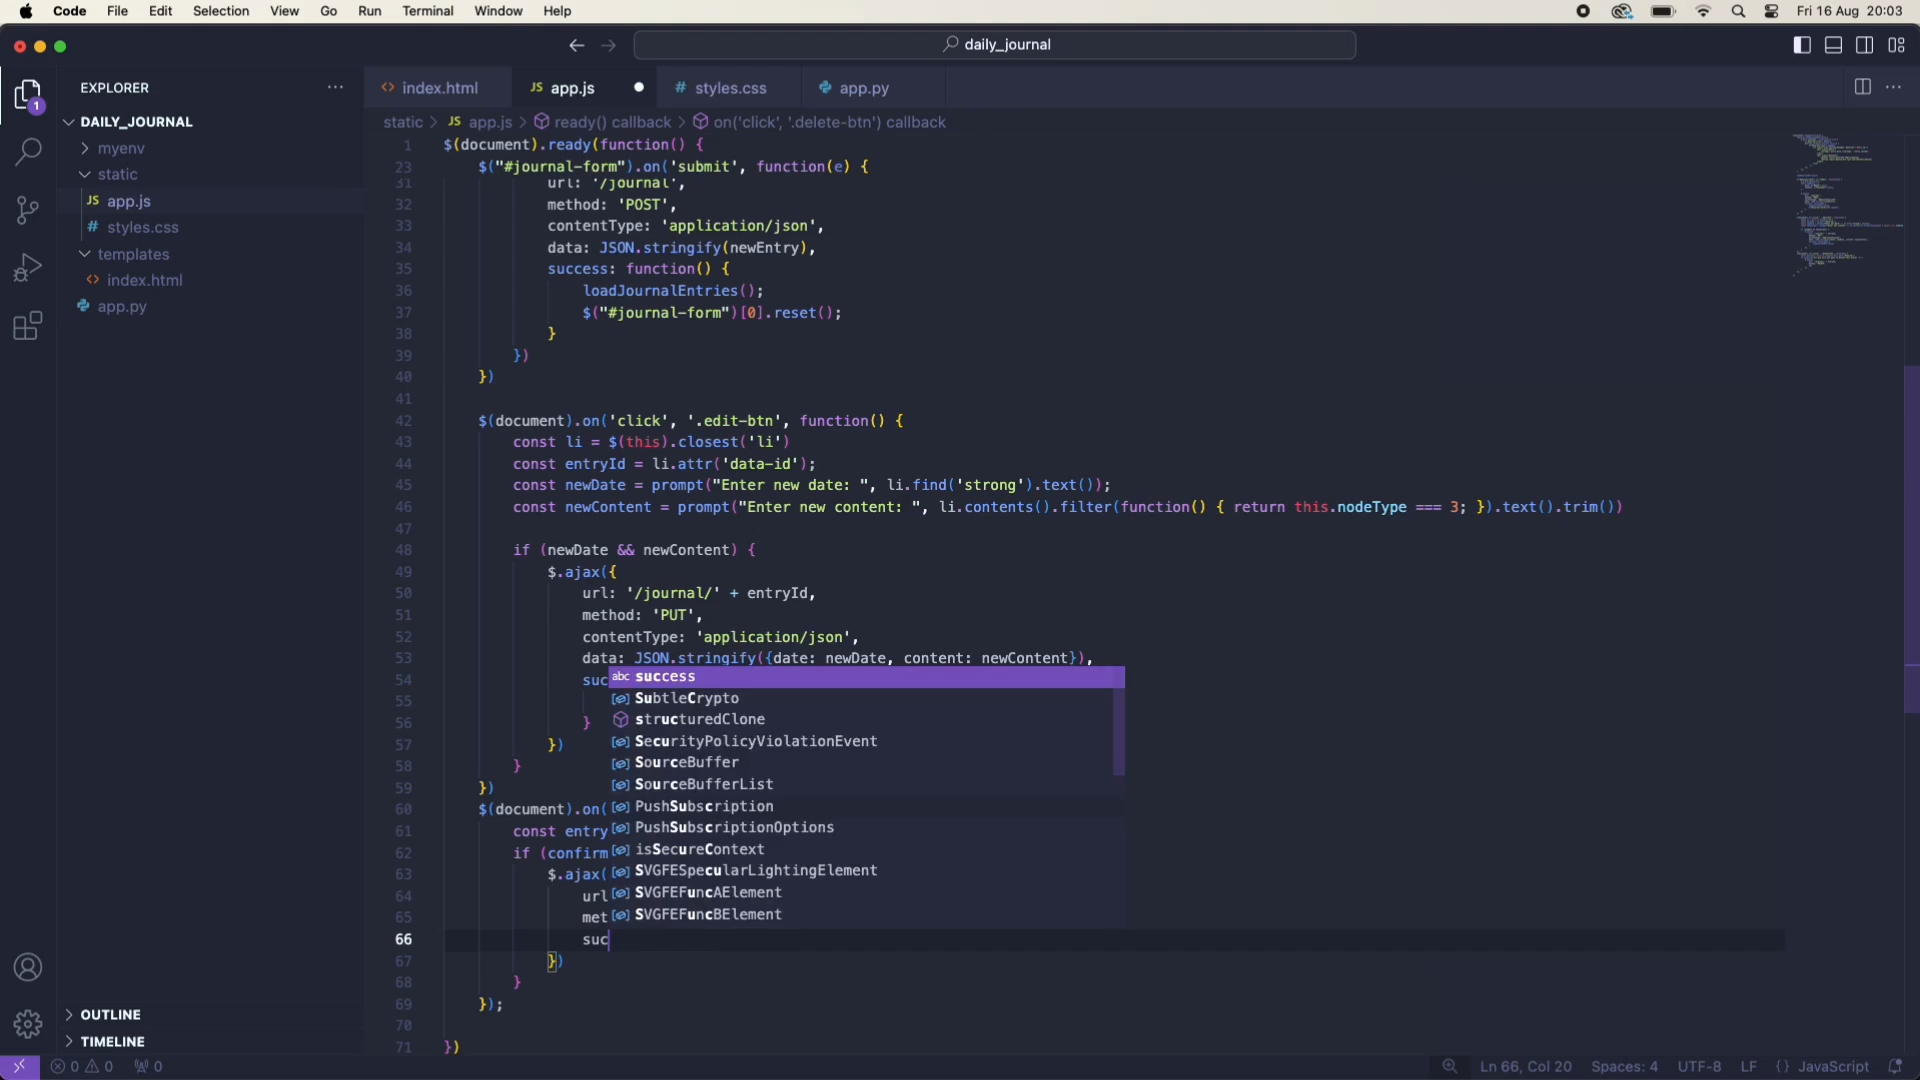 Code File Edit Selection View Go Run Terminal Window Help Fri 16 Aug 20:03
daily_journal
EXPLORER
DAILY_JOURNAL
myenv
static
JS app.js
# styles.css
templates
<> index.html
app.py
OUTLINE
TIMELINE
1
<> index.html JS app.js # styles.css app.py
static > JS app.js > ready() callback > on('click', '.delete-btn') callback
1 $(document).ready(function() {
23 $("#journal-form").on('submit', function(e) {
31 url: '/journal',
32 method: 'POST',
33 contentType: 'application/json',
34 data: JSON.stringify(newEntry),
35 success: function() {
36 loadJournalEntries();
37 $("#journal-form")[0].reset();
38 }
39 })
40 })
41
42 $(document).on('click', '.edit-btn', function() {
43 const li = $(this).closest('li')
44 const entryId = li.attr('data-id');
45 const newDate = prompt("Enter new date: ", li.find('strong').text());
46 const newContent = prompt("Enter new content: ", li.contents().filter(function() { return this.nodeType === 3; }).text().trim())
47
48 if (newDate && newContent) {
49 $.ajax({
50 url: '/journal/' + entryId,
51 method: 'PUT',
52 contentType: 'application/json',
53 data: JSON.stringify({date: newDate, content: newContent}),
54 suc
55
56 }
57 })
58 }
59 })
60 $(document).on(
61 const entry
62 if (confirm
63 $.ajax(
64 url
65 met
66 suc
67 })
68 }
69 });
70
71 })
abc success
SubtleCrypto
structuredClone
SecurityPolicyViolationEvent
SourceBuffer
SourceBufferList
PushSubscription
PushSubscriptionOptions
isSecureContext
SVGFESpecularLightingElement
SVGFEFuncAElement
SVGFEFuncBElement
0 0 0 Ln 66, Col 20 Spaces: 4 UTF-8 LF {} JavaScript